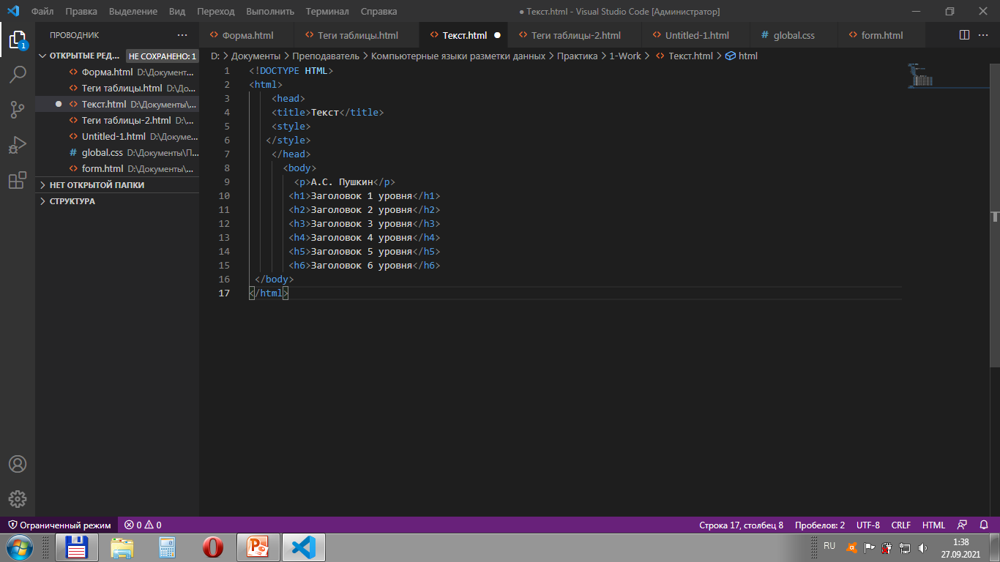 Файл Правка Выделение Вид Переход Выполнить Терминал Справка ● Текст.html - Visual Studio Code [Администратор]
ПРОВОДНИК ···
Форма.html Теги таблицы.html Текст.html ● Теги таблицы-2.html Untitled-1.html # global.css form.html ···
ОТКРЫТЫЕ РЕД... НЕ СОХРАНЕНО: 1
Форма.html D:\Документ...
Теги таблицы.html D:\До...
Текст.html D:\Документы\...
Теги таблицы-2.html D:\...
Untitled-1.html D:\Докуме...
# global.css D:\Документы\П...
form.html D:\Документы\...
НЕТ ОТКРЫТОЙ ПАПКИ
СТРУКТУРА
1
D: > Документы > Преподаватель > Компьютерные языки разметки данных > Практика > 1-Work > Текст.html > html
1 <!DOCTYPE HTML>
2 <html>
3 <head>
4 <title>Текст</title>
5 <style>
6 </style>
7 </head>
8 <body>
9 <p>А.С. Пушкин</p>
10 <h1>Заголовок 1 уровня</h1>
11 <h2>Заголовок 2 уровня</h2>
12 <h3>Заголовок 3 уровня</h3>
13 <h4>Заголовок 4 уровня</h4>
14 <h5>Заголовок 5 уровня</h5>
15 <h6>Заголовок 6 уровня</h6>
16 </body>
17 </html>
Ограниченный режим 0 0 Строка 17, столбец 8 Пробелов: 2 UTF-8 CRLF HTML
RU 1:38
27.09.2021